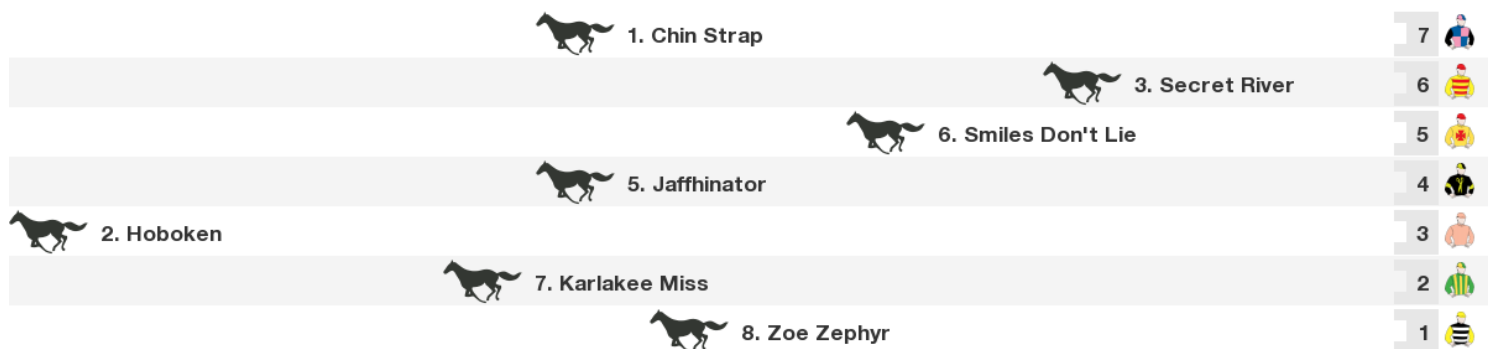 1. Chin Strap 7
3. Secret River 6
6. Smiles Don't Lie 5
5. Jaffhinator 4
2. Hoboken 3
7. Karlakee Miss 2
8. Zoe Zephyr 1